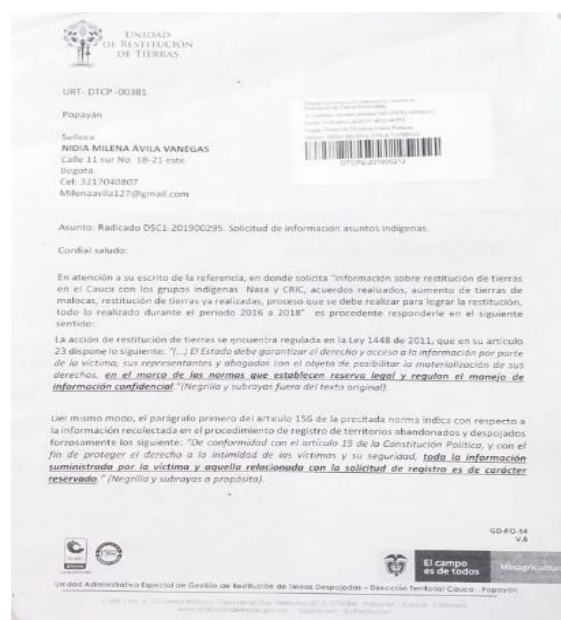 UNIDAD
DE RESTITUCIÓN
DE TIERRAS
URT- DTCP -00381
Popayán
Señora
NIDIA MILENA ÁVILA VANEGAS
Calle 11 sur No. 18-21 este.
Bogotá.
Cel: 3217040807
Milenaavila127@gmail.com
DTCP2-201900212
Asunto: Radicado DSC1-201900295. Solicitud de información asuntos indígenas.
Cordial saludo:
En atención a su escrito de la referencia, en donde solicita "información sobre restitución de tierras
en el Cauca con los grupos indígenas Nasa y CRIC, acuerdos realizados, aumento de tierras de
malocas, restitución de tierras ya realizadas, proceso que se debe realizar para lograr la restitución,
todo lo realizado durante el periodo 2016 a 2018" es procedente responderle en el siguiente
sentido:
La acción de restitución de tierras se encuentra regulada en la Ley 1448 de 2011, que en su artículo
23 dispone lo siguiente: "(...) El Estado debe garantizar el derecho y acceso a la información por parte
de la víctima, sus representantes y abogados con el objeto de posibilitar la materialización de sus
derechos, en el marco de las normas que establecen reserva legal y regulan el manejo de
información confidencial."(Negrilla y subrayas fuera del texto original).
Del mismo modo, el parágrafo primero del artículo 156 de la precitada norma indica con respecto a
la información recolectada en el procedimiento de registro de territorios abandonados y despojados
forzosamente los siguiente: "De conformidad con el artículo 15 de la Constitución Política, y con el
fin de proteger el derecho a la intimidad de las víctimas y su seguridad, toda la información
suministrada por la víctima y aquella relacionada con la solicitud de registro es de carácter
reservado." (Negrilla y subrayas a propósito).
GD-FO-14
V.6
El campo
es de todos
Minagricultura
Unidad Administrativa Especial de Gestión de Restitución de Tierras Despojadas - Dirección Territorial Cauca - Popayán